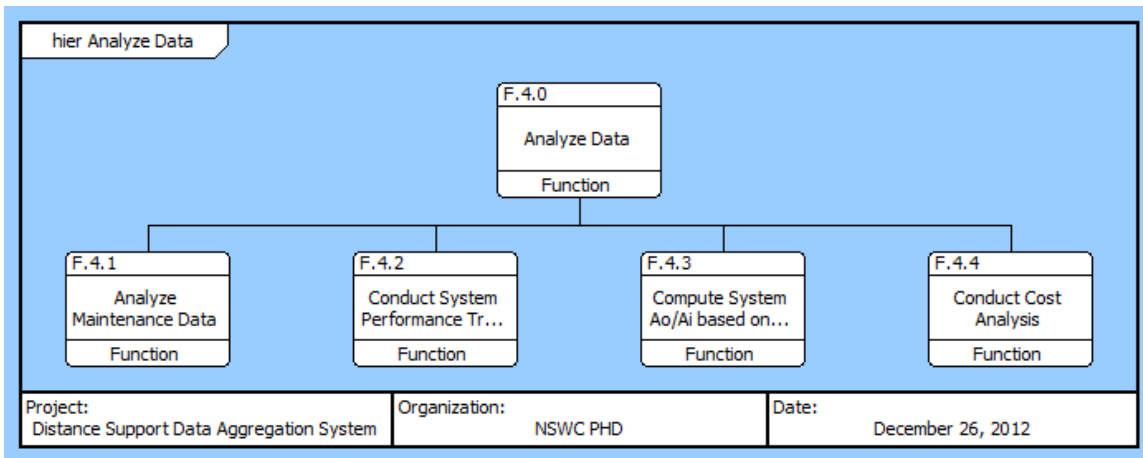 hier Analyze Data
F.4.0
Analyze Data
Function
F.4.1
Analyze
Maintenance Data
Function
F.4.2
Conduct System
Performance Tr...
Function
F.4.3
Compute System
Ao/Ai based on...
Function
F.4.4
Conduct Cost
Analysis
Function
Project:
Distance Support Data Aggregation System
Organization:
NSWC PHD
Date:
December 26, 2012